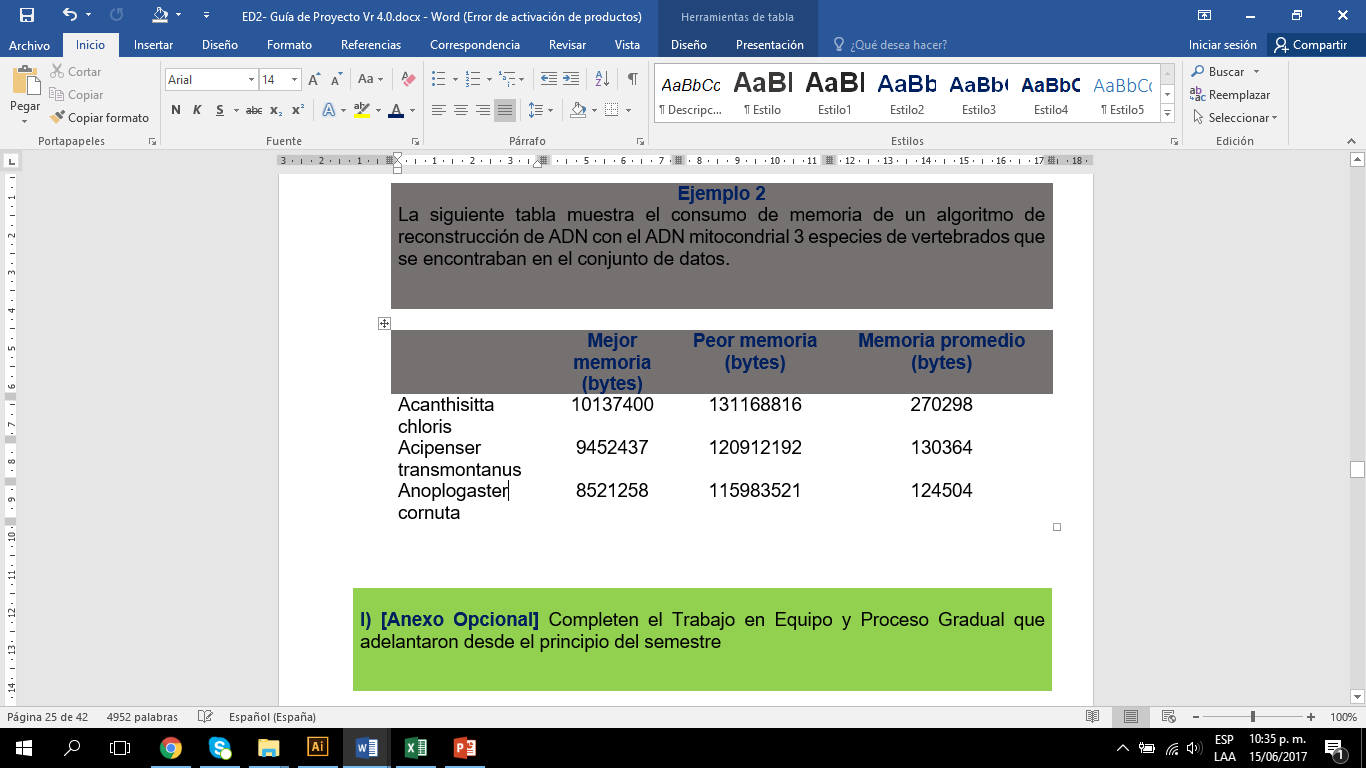 ED2- Guía de Proyecto Vr 4.0.docx - Word (Error de activación de productos)
Herramientas de tabla
Archivo Inicio Insertar Diseño Formato Referencias Correspondencia Revisar Vista Diseño Presentación ¿Qué desea hacer? Iniciar sesión Compartir
Pegar
Cortar
Copiar
Copiar formato
Portapapeles
Arial 14
Fuente
Párrafo
AaBbCc AaBl AaBl AaBb AaBb( AaBbC AaBbC(
¶ Descripc... ¶ Estilo Estilo1 Estilo2 Estilo3 Estilo4 ¶ Estilo5
Estilos
Buscar
Reemplazar
Seleccionar
Edición
Ejemplo 2
La siguiente tabla muestra el consumo de memoria de un algoritmo de
reconstrucción de ADN con el ADN mitocondrial 3 especies de vertebrados que
se encontraban en el conjunto de datos.
Mejor Peor memoria Memoria promedio
memoria (bytes) (bytes)
(bytes)
Acanthisitta 10137400 131168816 270298
chloris
Acipenser 9452437 120912192 130364
transmontanus
Anoplogaster 8521258 115983521 124504
cornuta
I) [Anexo Opcional] Completen el Trabajo en Equipo y Proceso Gradual que
adelantaron desde el principio del semestre
Página 25 de 42 4952 palabras Español (España) 100%
ESP 10:35 p. m.
LAA 15/06/2017